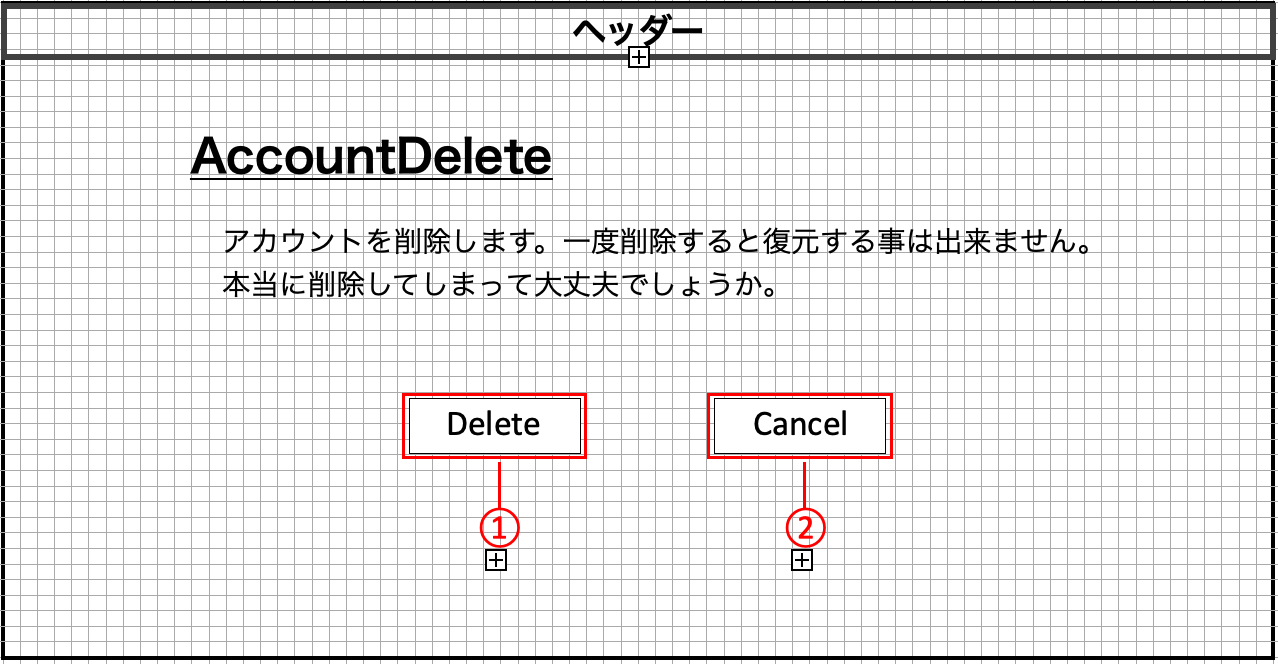 ヘッダー
AccountDelete
アカウントを削除します。一度削除すると復元する事は出来ません。
本当に削除してしまって大丈夫でしょうか。
Delete Cancel
① ②